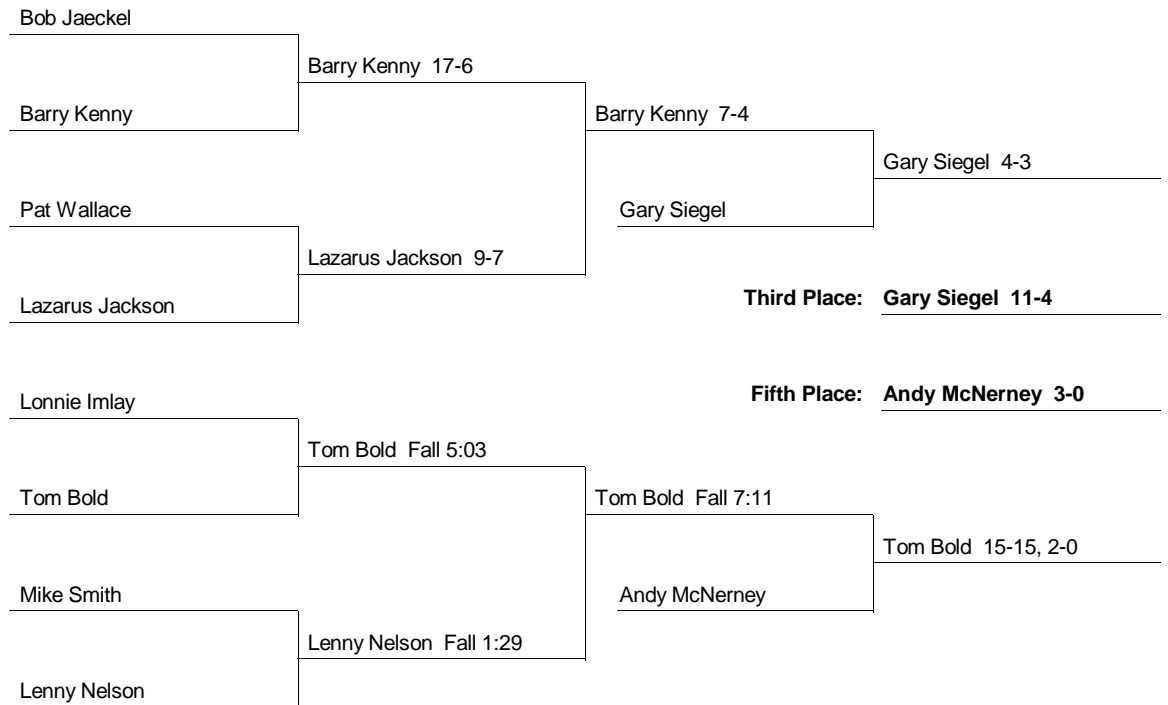 Bob Jaeckel
Barry Kenny 17-6
Barry Kenny
Barry Kenny 7-4
Gary Siegel 4-3
Pat Wallace
Gary Siegel
Lazarus Jackson 9-7
Lazarus Jackson
Third Place: Gary Siegel 11-4
Lonnie Imlay
Fifth Place: Andy McNerney 3-0
Tom Bold Fall 5:03
Tom Bold
Tom Bold Fall 7:11
Tom Bold 15-15, 2-0
Mike Smith
Andy McNerney
Lenny Nelson Fall 1:29
Lenny Nelson